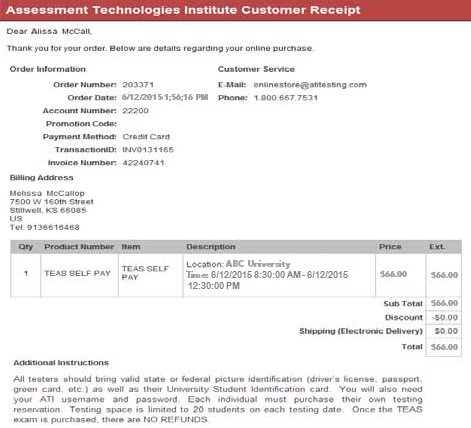 Assessment Technologies Institute Customer Receipt
Dear Alissa McCall,
Thank you for your order. Below are details regarding your online purchase.
Order Information
Order Number: 203371
Order Date: 6/12/2015 1;56;16 PM
Account Number: 22200
Promotion Code:
Payment Method: Credit Card
TransactionID: INV0131165
Invoice Number: 42240741
Customer Service
E-Mail: onlinestore@atitesting.com
Phone: 1.800.667.7531
Billing Address
Melissa McCallop
7500 W 160th Street
Stillwell, KS 66085
US
Tel: 9136616468
Qty Product Number Item Description Price Ext.
1 TEAS SELF PAY TEAS SELF PAY Location: ABC University $66.00 $66.00
Time: 6/12/2015 8:30:00 AM - 6/12/2015
12:30:00 PM
Sub Total $66.00
Discount -$0.00
Shipping (Electronic Delivery) $0.00
Total $66.00
Additional Instructions
All testers should bring valid state or federal picture identification (driver's license, passport,
green card, etc.) as well as their University Student Identification card. You will also need
your ATI username and password. Each individual must purchase their own testing
reservation. Testing space is limited to 20 students on each testing date. Once the TEAS
exam is purchased, there are NO REFUNDS.